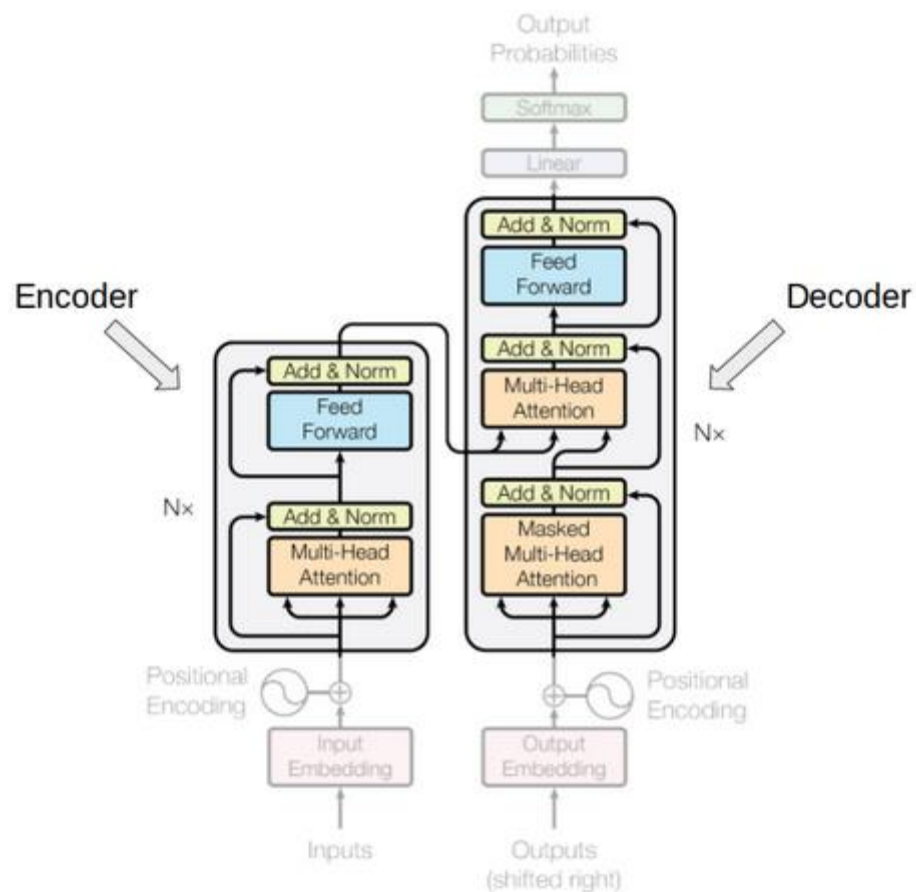 Output
Probabilities
Softmax
Linear
Add & Norm
Feed
Forward
Add & Norm
Multi-Head
Attention
Add & Norm
Masked
Multi-Head
Attention
Nx
Decoder
Encoder
Add & Norm
Feed
Forward
Add & Norm
Multi-Head
Attention
Nx
Positional
Encoding
Positional
Encoding
Input
Embedding
Output
Embedding
Inputs
Outputs
(shifted right)